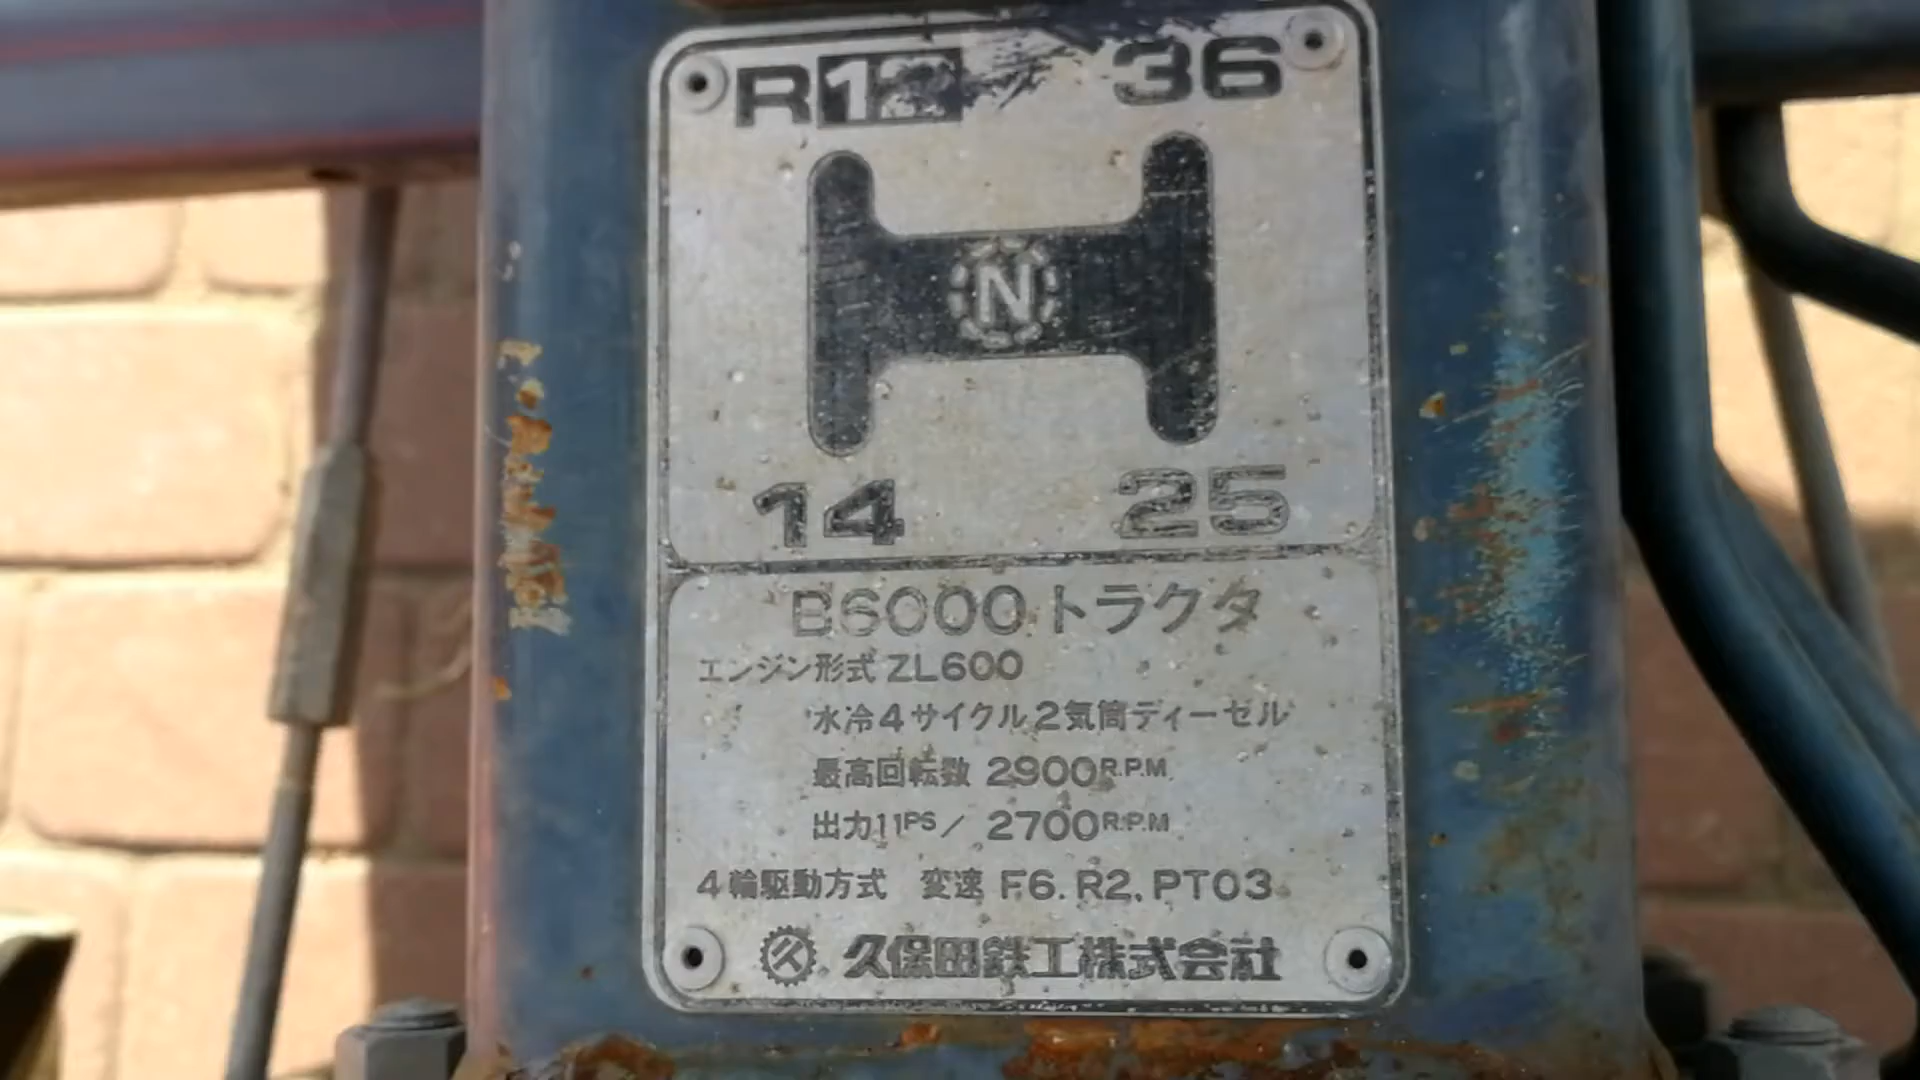 R12 36
N
14 25
B6000トラクタ
エンジン形式 ZL600
水冷4サイクル2気筒ディーゼル
最高回転数 2900R.P.M.
出力11PS/ 2700R.P.M
4輪駆動方式 変速 F6. R2. PTO3
久保田鉄工株式会社